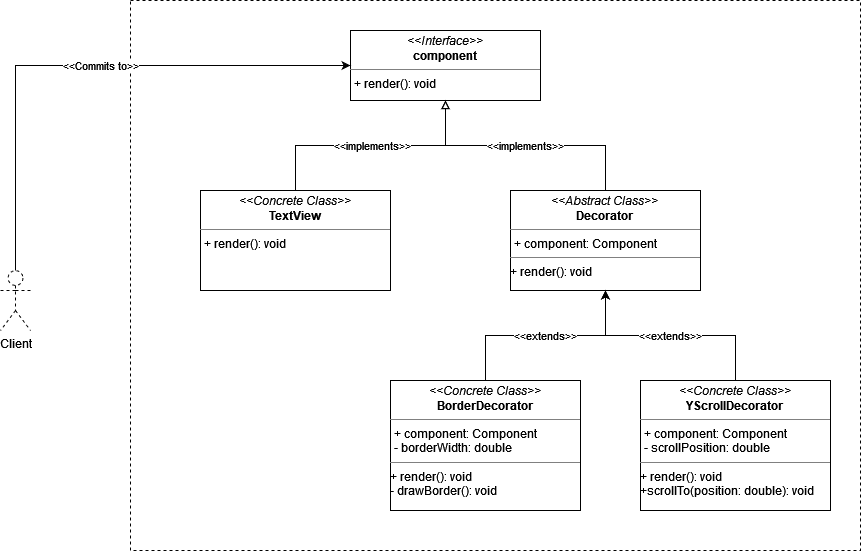 <<Interface>>
component
<<Commits to>>
+ render(): void
<<implements>>
<<implements>>
<<Concrete Class>>
TextView
+ render(): void
<<Abstract Class>>
Decorator
+ component: Component
+ render(): void
Client
<<extends>>
<<extends>>
<<Concrete Class>>
BorderDecorator
+ component: Component
- borderWidth: double
+ render(): void
- drawBorder(): void
<<Concrete Class>>
YScrollDecorator
+ component: Component
- scrollPosition: double
+ render(): void
+scrollTo(position: double): void